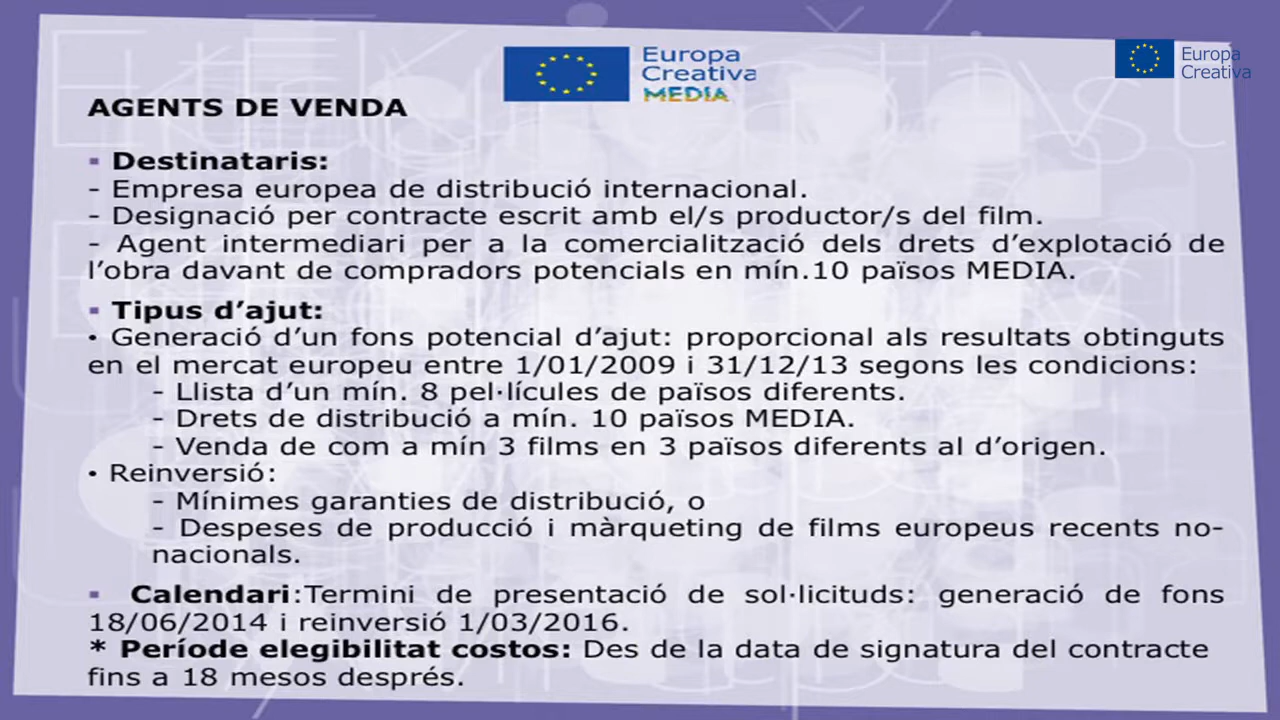 Europa
Creativa
MEDIA
Europa
Creativa
AGENTS DE VENDA
▪ Destinataris:
- Empresa europea de distribució internacional.
- Designació per contracte escrit amb el/s productor/s del film.
- Agent intermediari per a la comercialització dels drets d’explotació de
l’obra davant de compradors potencials en mín.10 països MEDIA.
▪ Tipus d’ajut:
• Generació d’un fons potencial d’ajut: proporcional als resultats obtinguts
en el mercat europeu entre 1/01/2009 i 31/12/13 segons les condicions:
- Llista d’un mín. 8 pel·lícules de països diferents.
- Drets de distribució a mín. 10 països MEDIA.
- Venda de com a mín 3 films en 3 països diferents al d’origen.
• Reinversió:
- Mínimes garanties de distribució, o
- Despeses de producció i màrqueting de films europeus recents no-
nacionals.
▪ Calendari:Termini de presentació de sol·licituds: generació de fons
18/06/2014 i reinversió 1/03/2016.
* Període elegibilitat costos: Des de la data de signatura del contracte
fins a 18 mesos després.